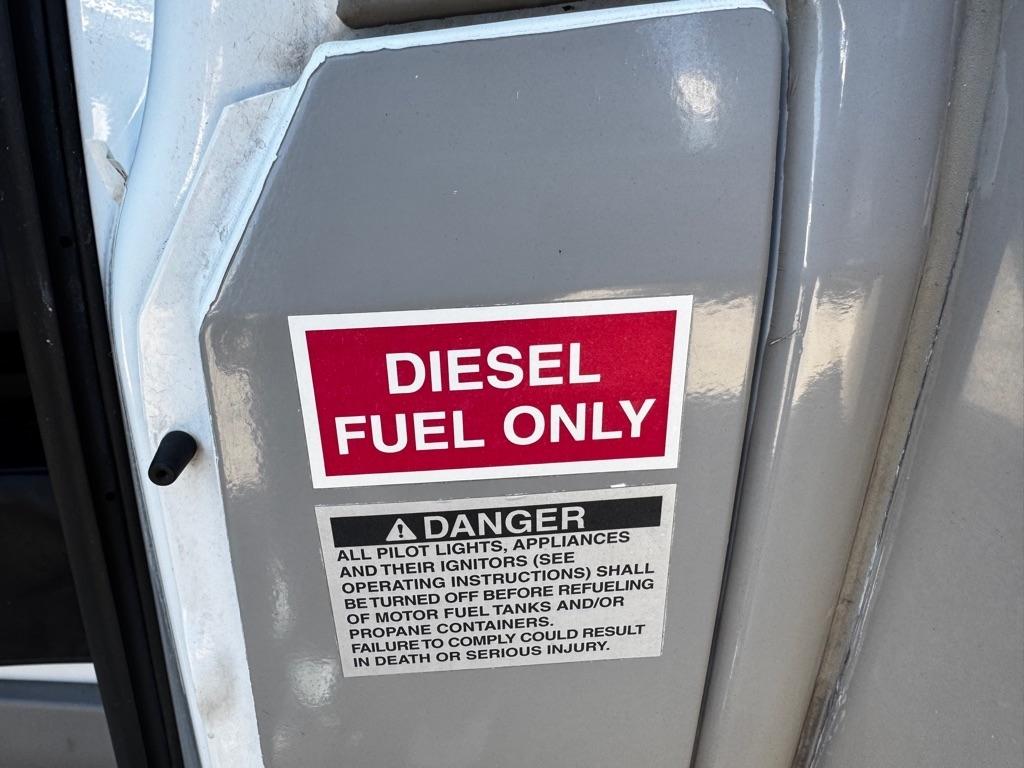 DIESEL
FUEL ONLY
DANGER
ALL PILOT LIGHTS, APPLIANCES
AND THEIR IGNITORS (SEE
OPERATING INSTRUCTIONS) SHALL
BE TURNED OFF BEFORE REFUELING
OF MOTOR FUEL TANKS AND/OR
PROPANE CONTAINERS.
FAILURE TO COMPLY COULD RESULT
IN DEATH OR SERIOUS INJURY.